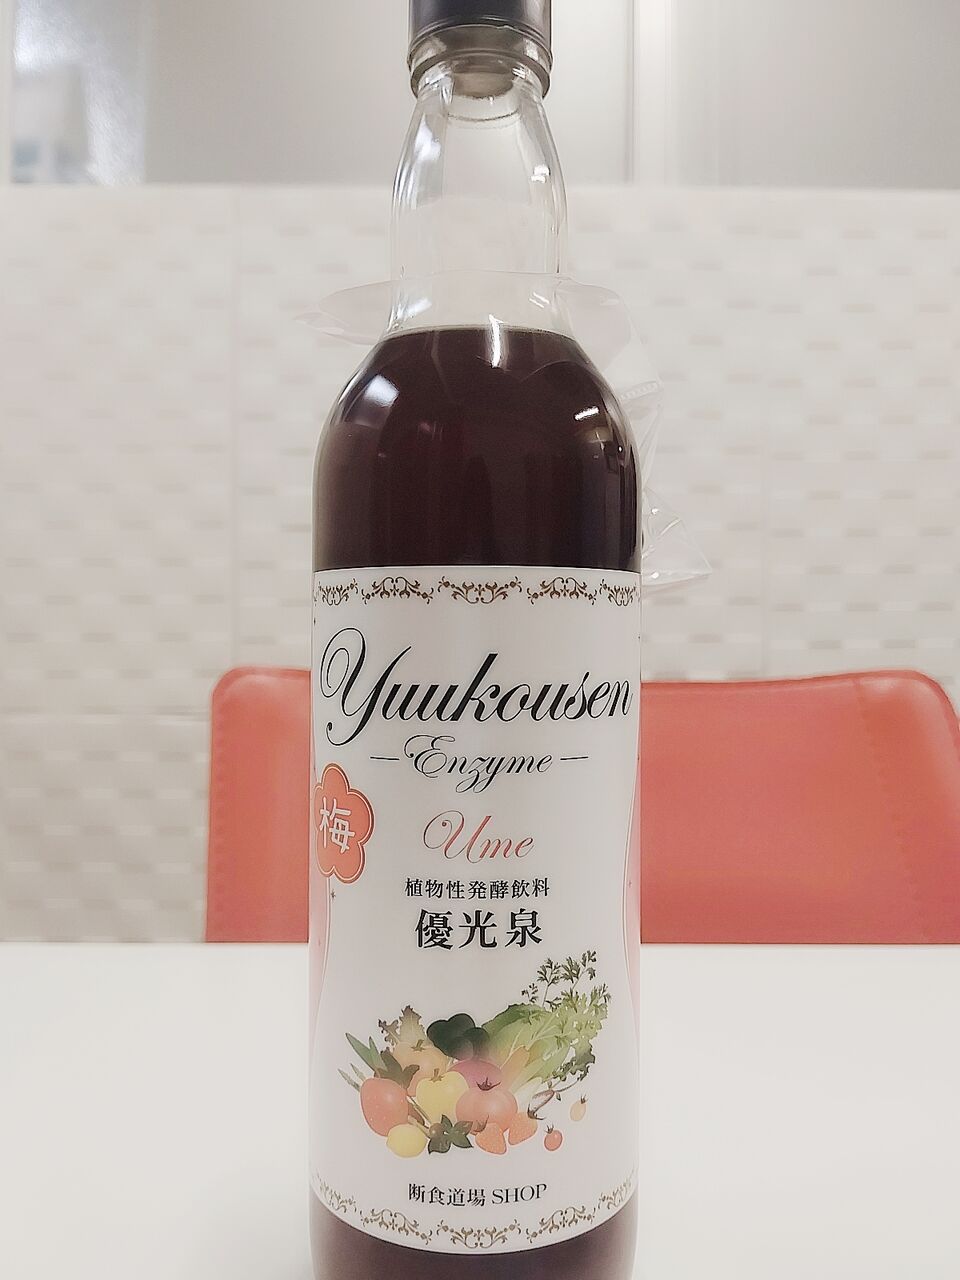 Yuukousen
—Enzyme—
梅
Ume
植物性発酵飲料
優光泉
断食道場 SHOP